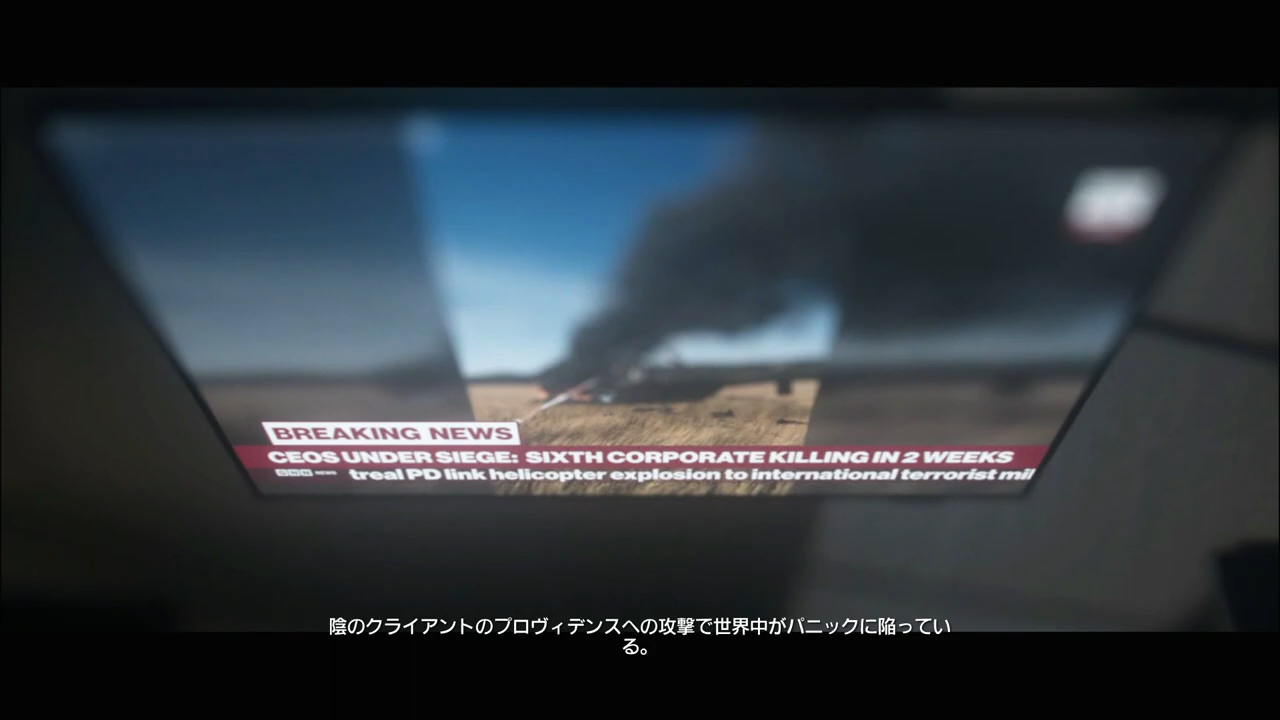 BREAKING NEWS
CEOS UNDER SIEGE: SIXTH CORPORATE KILLING IN 2 WEEKS
treal PD link helicopter explosion to international terrorist mil
陰のクライアントのプロヴィデンスへの攻撃で世界中がパニックに陥ってい
る。